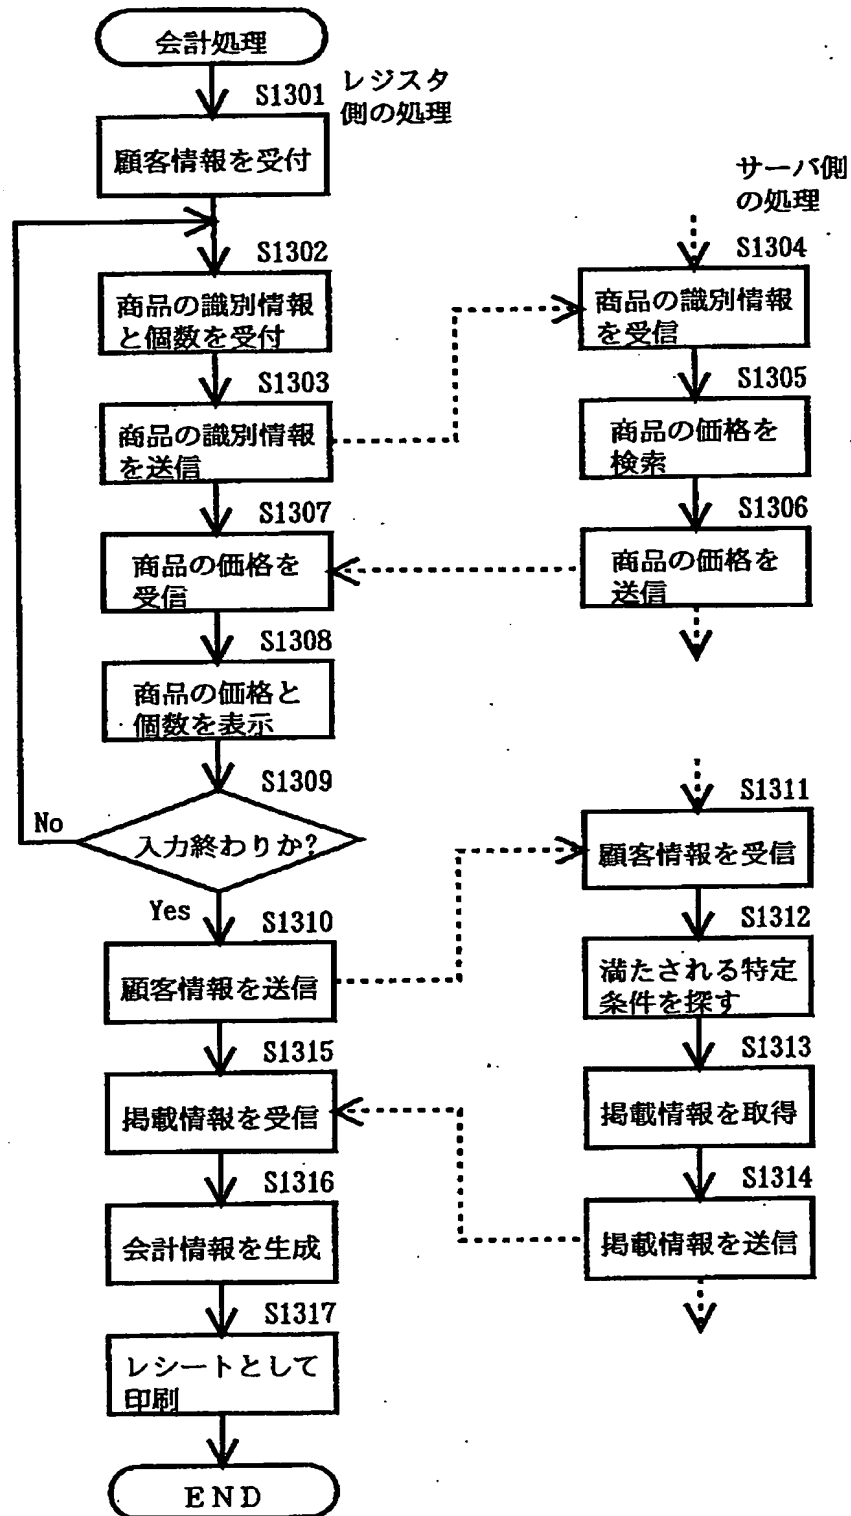 会計処理
S1301
レジスタ
側の処理
顧客情報を受付
サーバ側
の処理
S1302
商品の識別情報
と個数を受付
S1304
商品の識別情報
を受信
S1303
商品の識別情報
を送信
S1305
商品の価格を
検索
S1307
商品の価格を
受信
S1306
商品の価格を
送信
S1308
商品の価格と
個数を表示
S1309
入力終わりか?
No
Yes
S1310
顧客情報を送信
S1311
顧客情報を受信
S1312
満たされる特定
条件を探す
S1315
掲載情報を受信
S1313
掲載情報を取得
S1316
会計情報を生成
S1314
掲載情報を送信
S1317
レシートとして
印刷
END